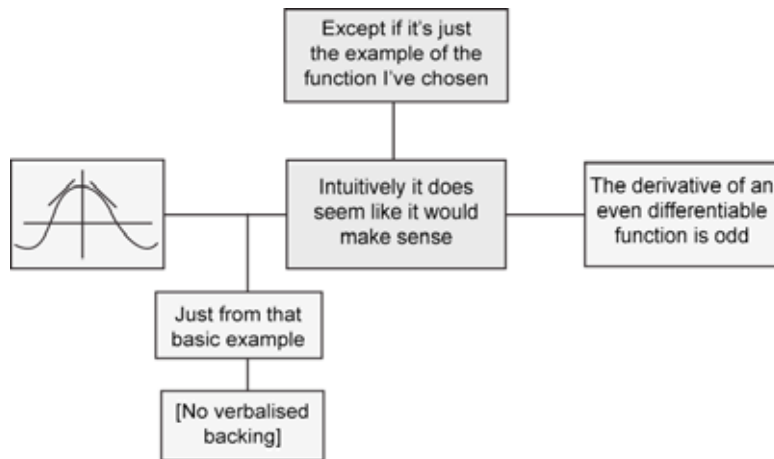 Except if it's just
the example of the
function I've chosen
Intuitively it does
seem like it would
make sense
The derivative of an
even differentiable
function is odd
Just from that
basic example
[No verbalised
backing]